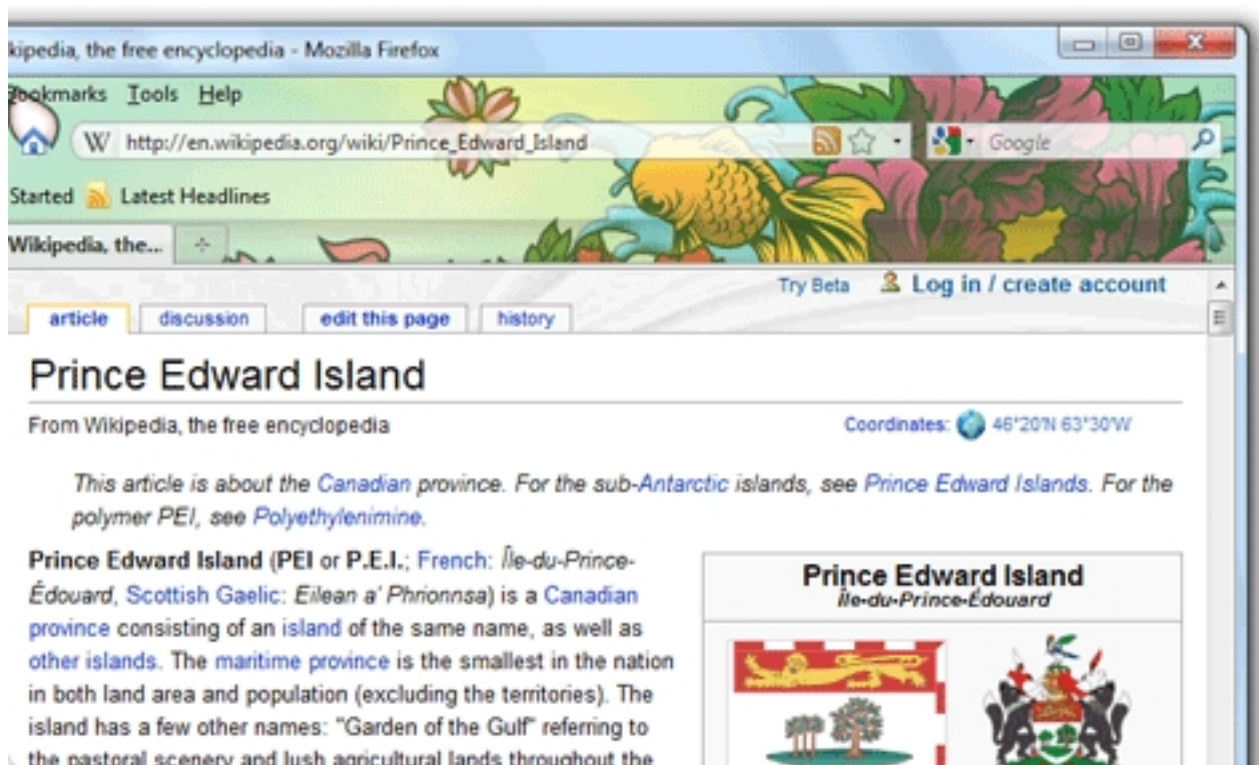 kipedia, the free encyclopedia - Mozilla Firefox
Bookmarks Tools Help
W http://en.wikipedia.org/wiki/Prince_Edward_Island Google
Started Latest Headlines
Wikipedia, the...
Try Beta Log in / create account
article discussion edit this page history
Prince Edward Island
From Wikipedia, the free encyclopedia Coordinates: 46°20'N 63°30'W
This article is about the Canadian province. For the sub-Antarctic islands, see Prince Edward Islands. For the
polymer PEI, see Polyethylenimine.
Prince Edward Island (PEI or P.E.I.; French: Île-du-Prince-
Édouard, Scottish Gaelic: Eilean a' Phrionnsa) is a Canadian
province consisting of an island of the same name, as well as
other islands. The maritime province is the smallest in the nation
in both land area and population (excluding the territories). The
island has a few other names: "Garden of the Gulf" referring to
the pastoral scenery and lush agricultural lands throughout the
Prince Edward Island
Île-du-Prince-Édouard